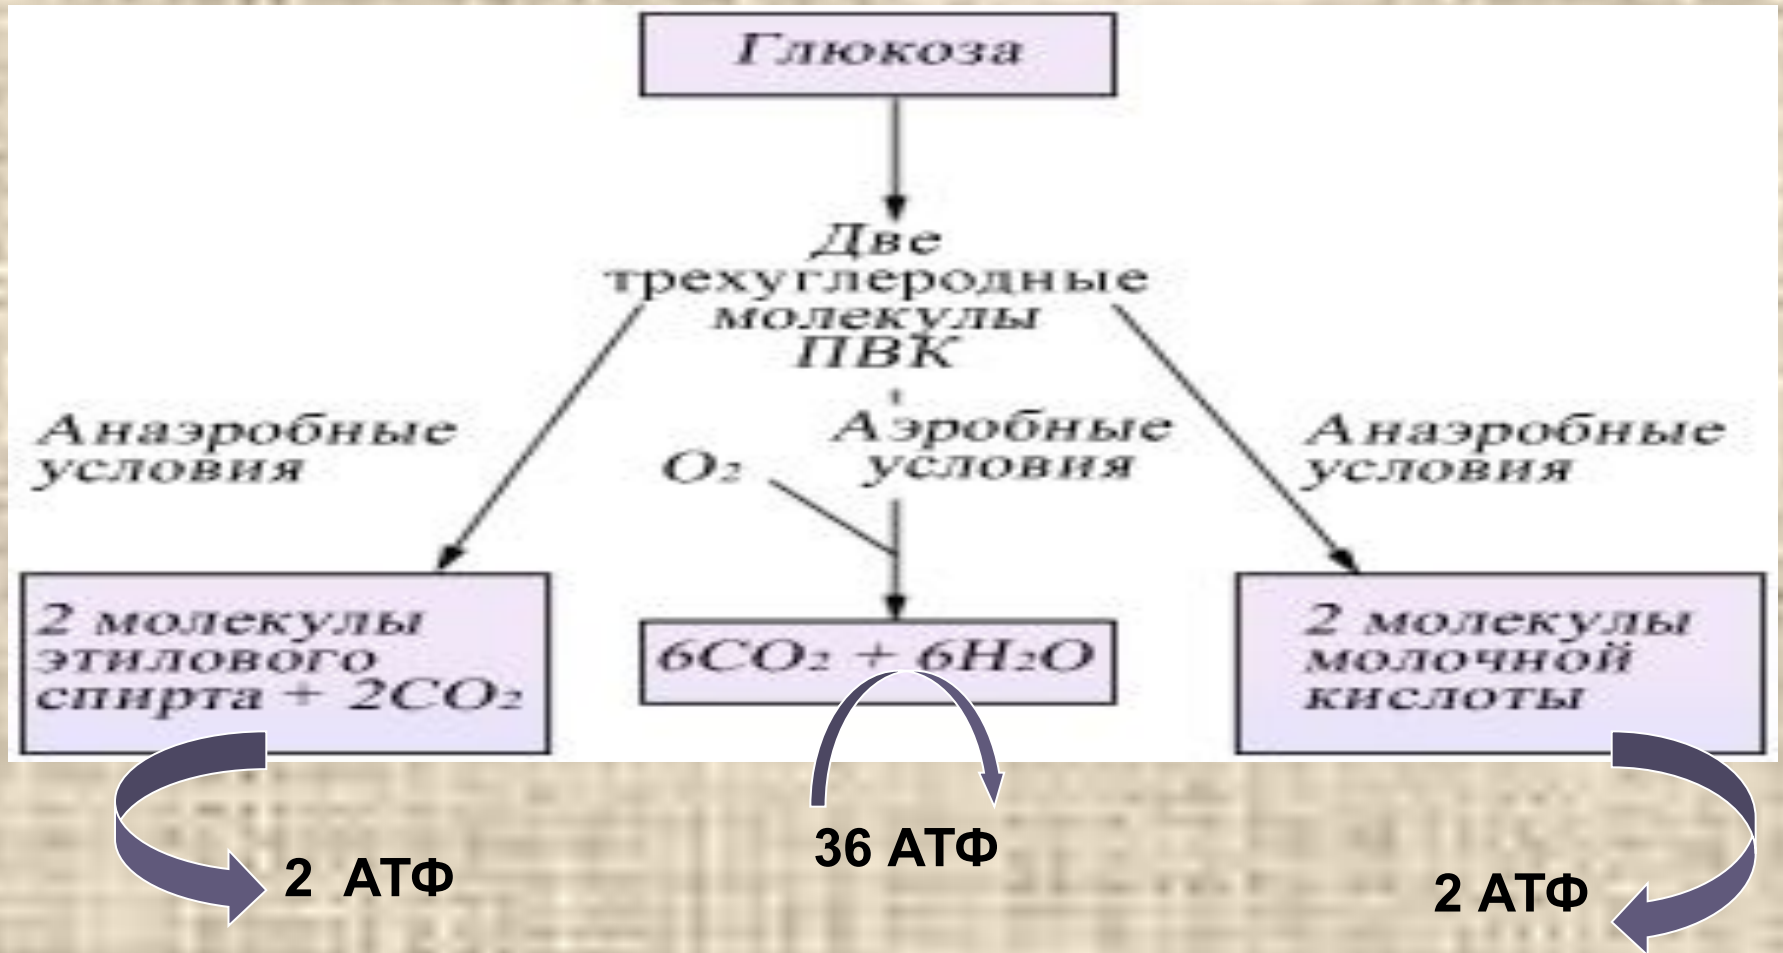 Глюкоза
Две
трехуглеродные
молекулы
ПВК
Анаэробные
условия
O₂
Аэробные
условия
Анаэробные
условия
2 молекулы
этилового
спирта + 2CO₂
6CO₂ + 6H₂O
2 молекулы
молочной
кислоты
2 АТФ
36 АТФ
2 АТФ